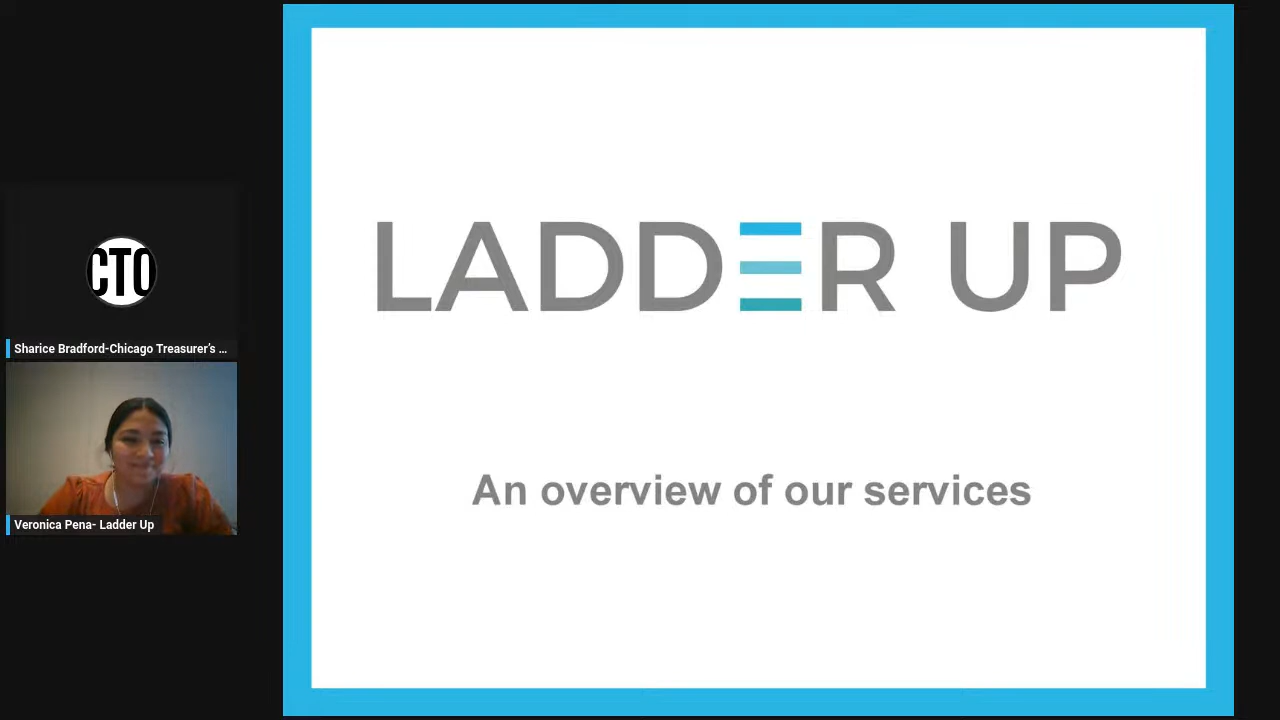 CTO
Sharice Bradford-Chicago Treasurer's ...
Veronica Pena- Ladder Up
LADDER UP
An overview of our services